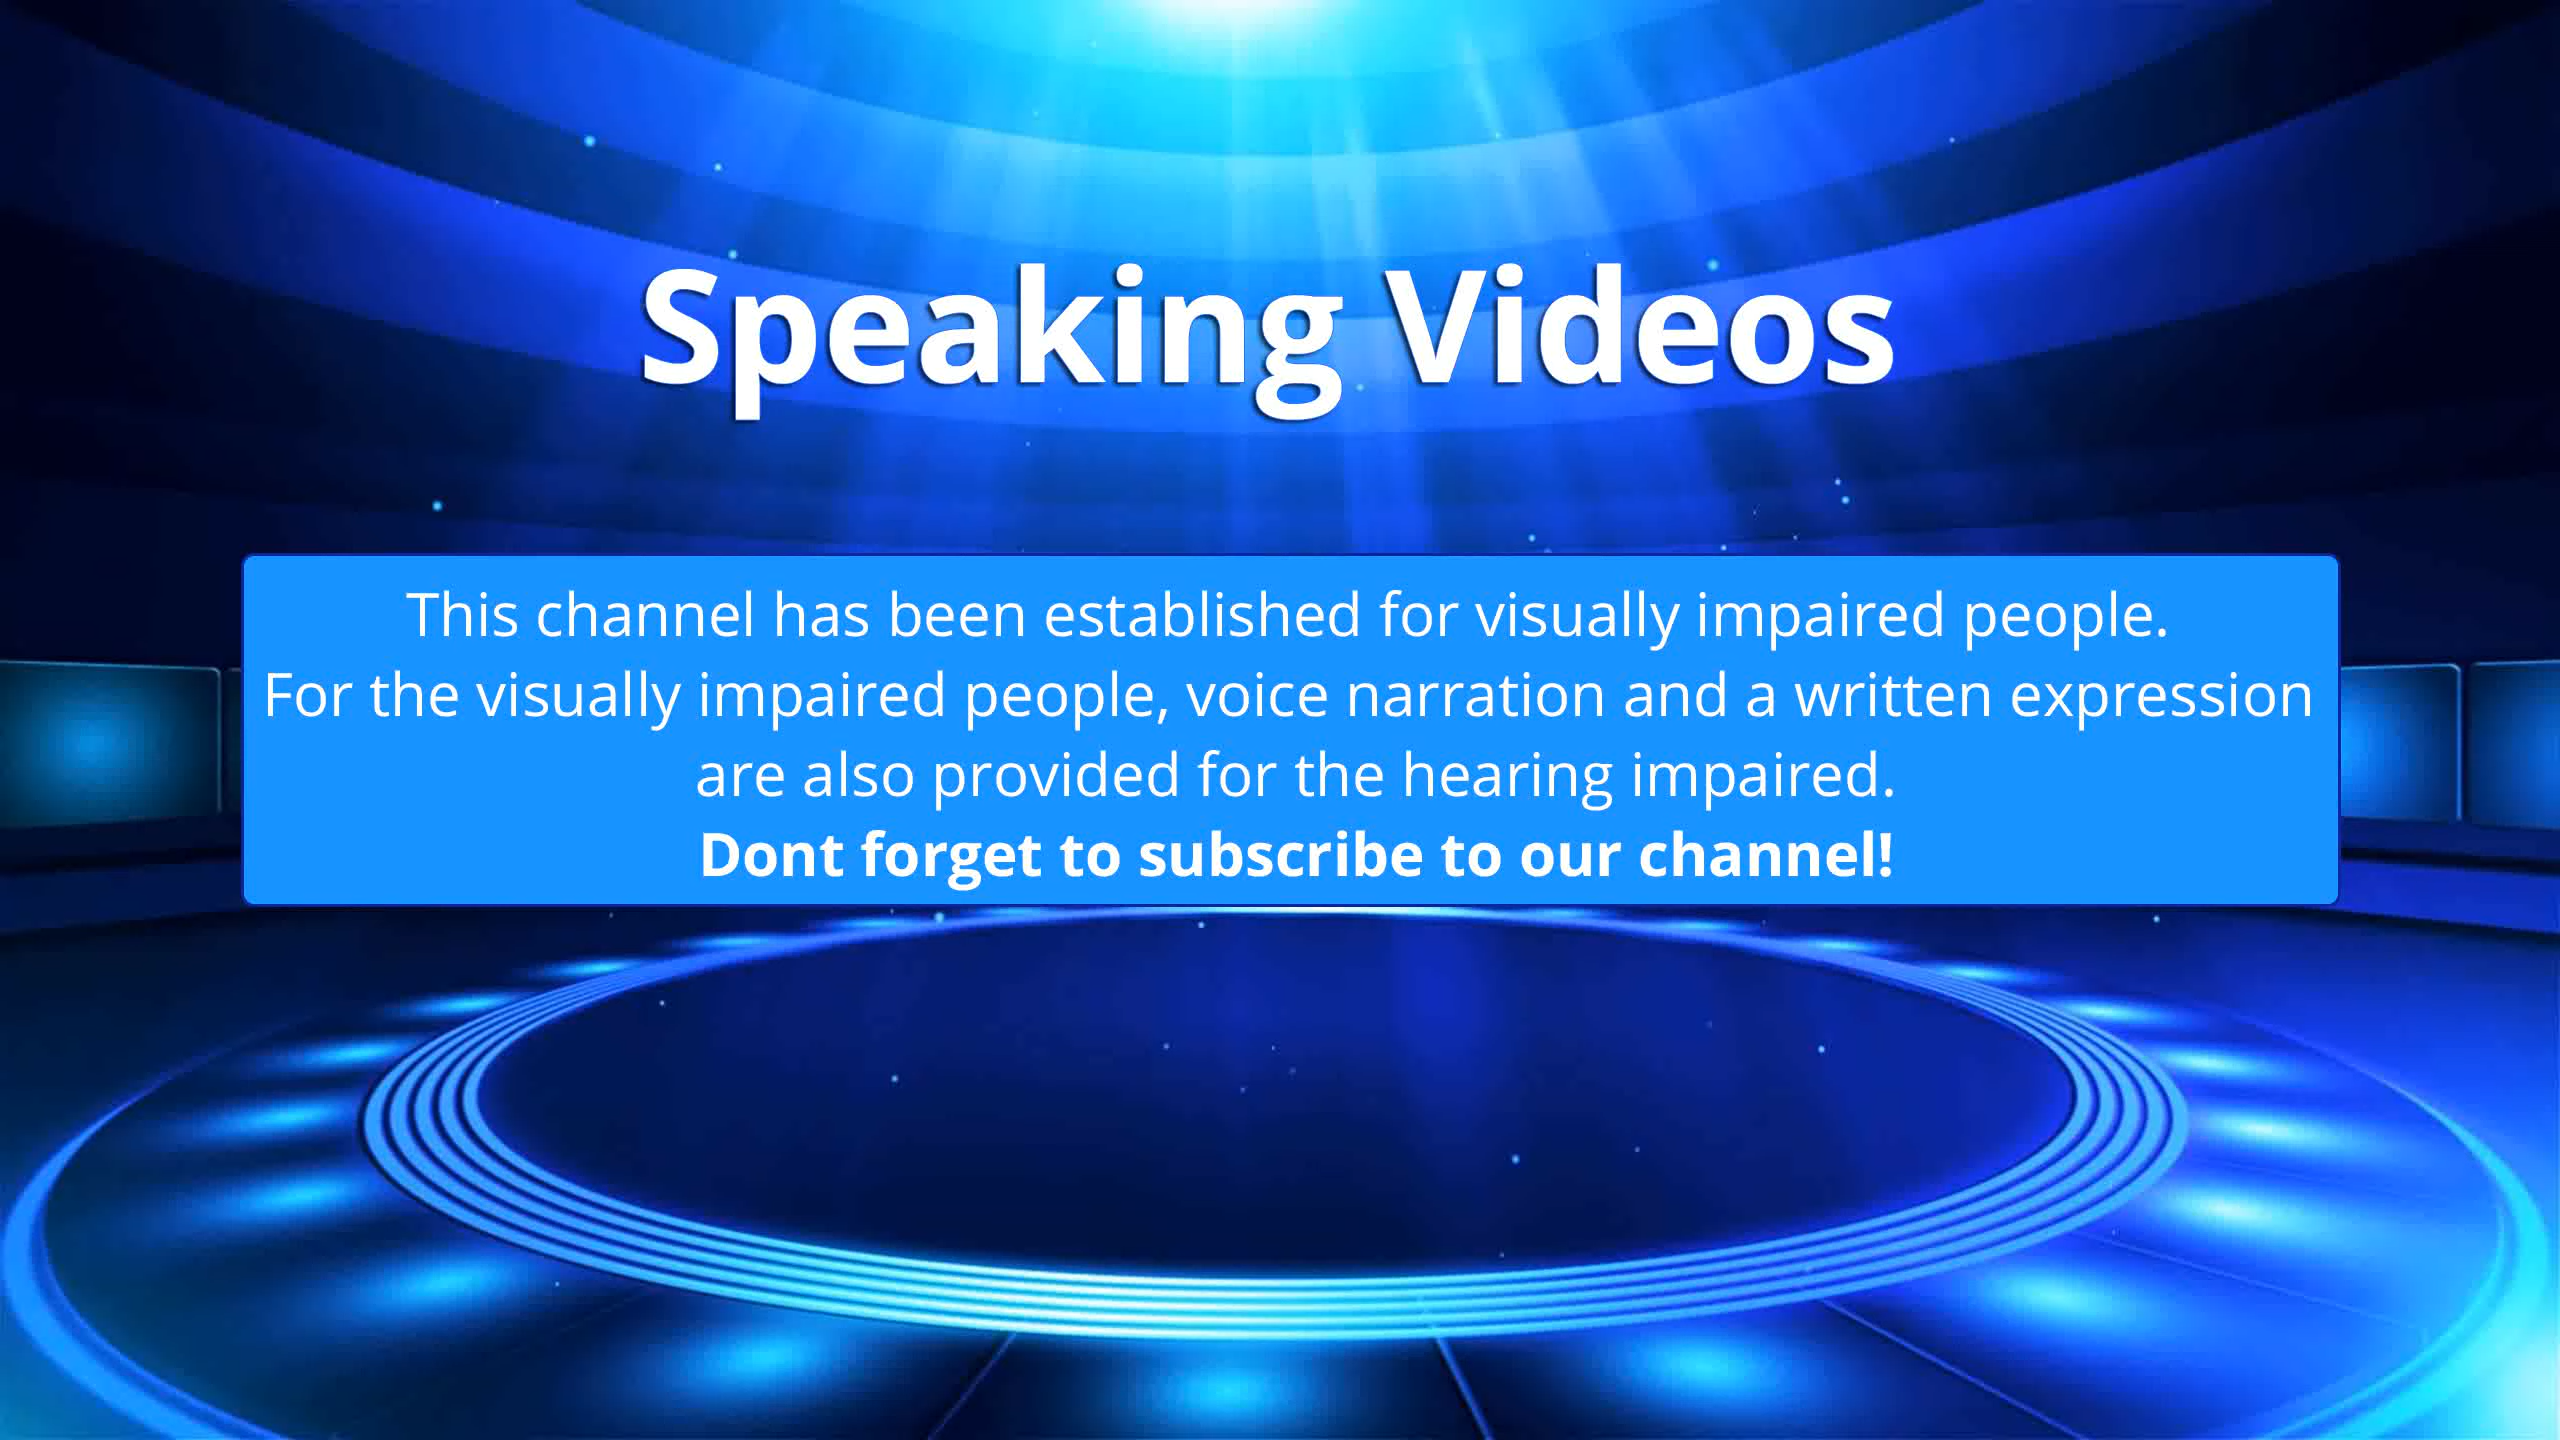 Speaking Videos
This channel has been established for visually impaired people.
For the visually impaired people, voice narration and a written expression
are also provided for the hearing impaired.
Dont forget to subscribe to our channel!